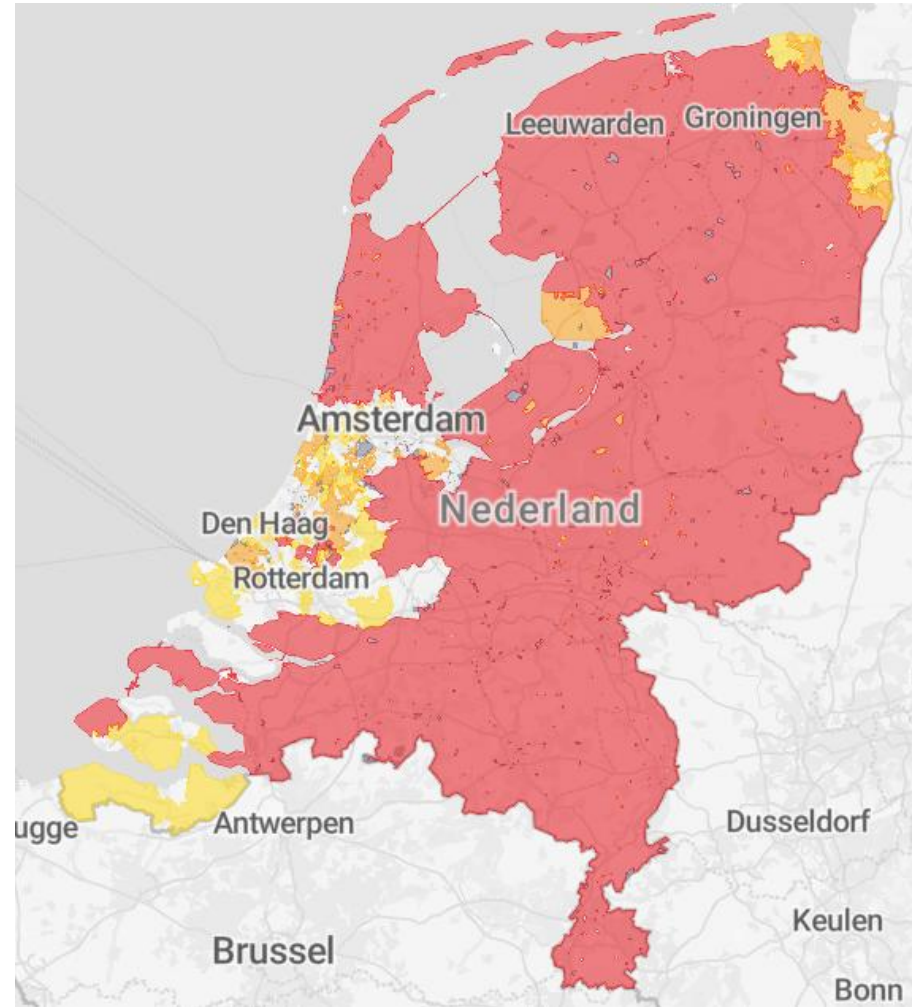 Leeuwarden
Groningen
Amsterdam
Nederland
Den Haag
Rotterdam
ugge
Antwerpen
Dusseldorf
Keulen
Brussel
Bonn